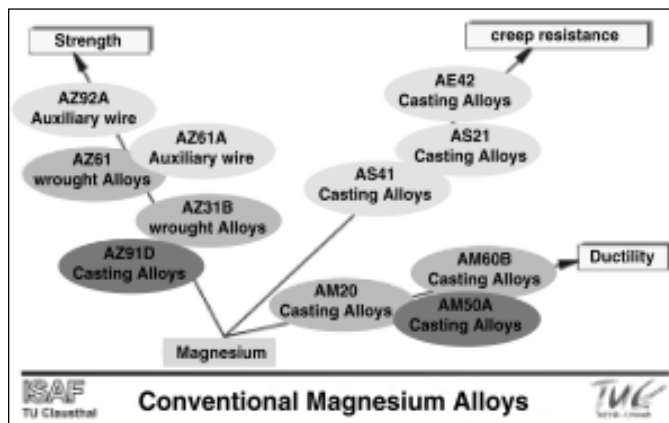 Strength
creep resistance
AZ92A
Auxiliary wire
AE42
Casting Alloys
AZ61A
Auxiliary wire
AS21
Casting Alloys
AZ61
wrought Alloys
AS41
Casting Alloys
AZ31B
wrought Alloys
AZ91D
Casting Alloys
AM60B
Casting Alloys
Ductility
AM20
Casting Alloys
AM50A
Casting Alloys
Magnesium
ISAF
TU Clausthal
Conventional Magnesium Alloys
TUC